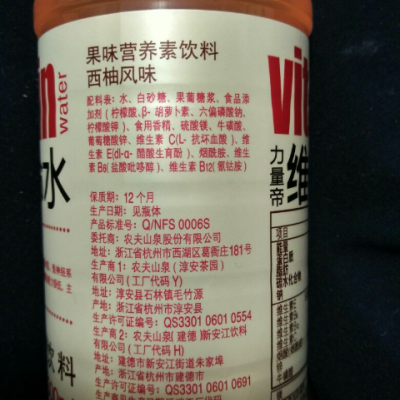 果味营养素饮料
西柚风味
配料表：水、白砂糖、果葡糖浆、食品添
加剂（柠檬酸、β-胡萝卜素、六偏磷酸钠、
柠檬酸钾）、食用香精、硫酸镁、牛磺酸、
葡萄糖酸锌、维生素C(L-抗坏血酸）、维
生素E(dl-α-醋酸生育酚）、烟酰胺、维生
素B6(盐酸吡哆醇）、维生素B12(氰钴胺）
保质期：12个月
生产日期：见瓶体
产品标准号：Q/NFS 0006S
委托商：农夫山泉股份有限公司
地址：浙江省杭州市西湖区葛衙庄181号
生产商1：农夫山泉（淳安茶园）
有限公司（工厂代码Y）
地址：淳安县石林镇毛竹源
产地：浙江省杭州市淳安县
生产许可证编号：QS3301 0601 0554
生产商2：农夫山泉(建德)新安江饮料
有限公司（工厂代码H）
地址：建德市新安江街道朱家埠
产地：浙江省杭州市建德市
生产许可证编号：QS3301 0601 0691
water
水
饮料
vit
力量帝
维
项目